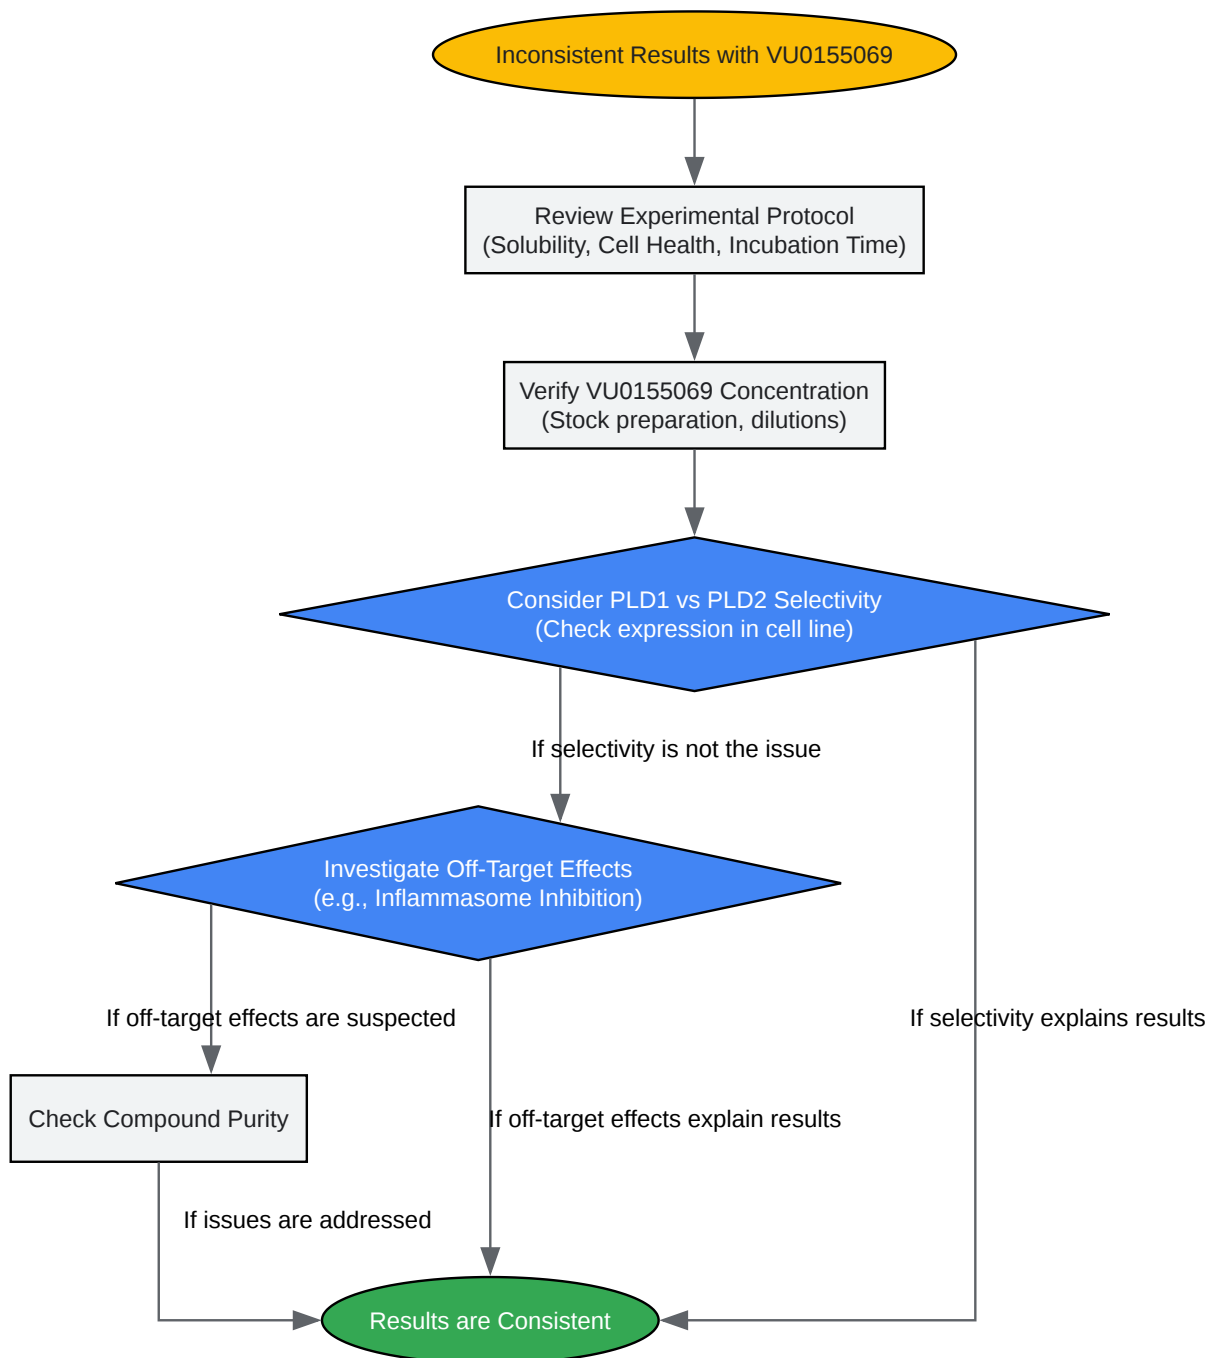 Inconsistent Results with VU0155069
Review Experimental Protocol
(Solubility, Cell Health, Incubation Time)
Verify VU0155069 Concentration
(Stock preparation, dilutions)
Consider PLD1 vs PLD2 Selectivity
(Check expression in cell line)
If selectivity is not the issue
Investigate Off-Target Effects
(e.g., Inflammasome Inhibition)
If off-target effects are suspected
If selectivity explains results
Check Compound Purity
If off-target effects explain results
If issues are addressed
Results are Consistent